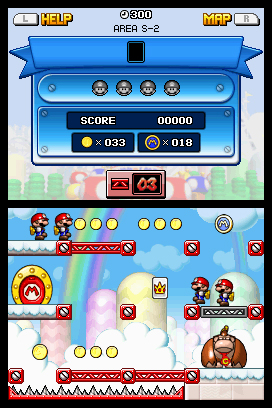 L HELP
300
MAP R
AREA S-2
SCORE 00000
×033
M ×018
03
M
M